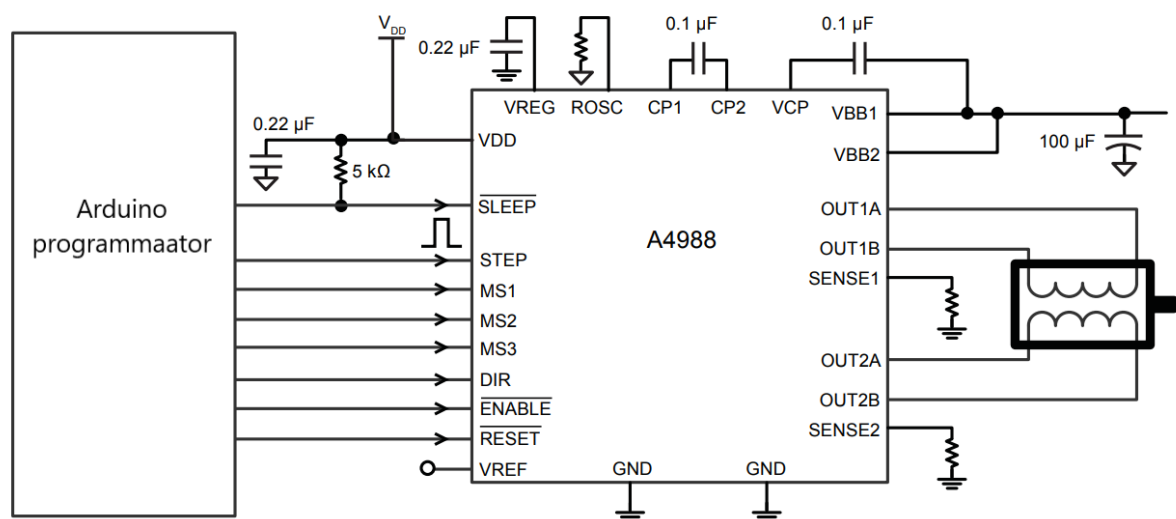 V_DD
0.22 µF
0.1 µF
0.1 µF
VREG
ROSC
CP1
CP2
VCP
VBB1
0.22 µF
VDD
VBB2
100 µF
5 kΩ
Arduino
programmaator
SLEEP
OUT1A
A4988
OUT1B
STEP
SENSE1
MS1
MS2
MS3
OUT2A
DIR
OUT2B
ENABLE
SENSE2
RESET
VREF
GND
GND